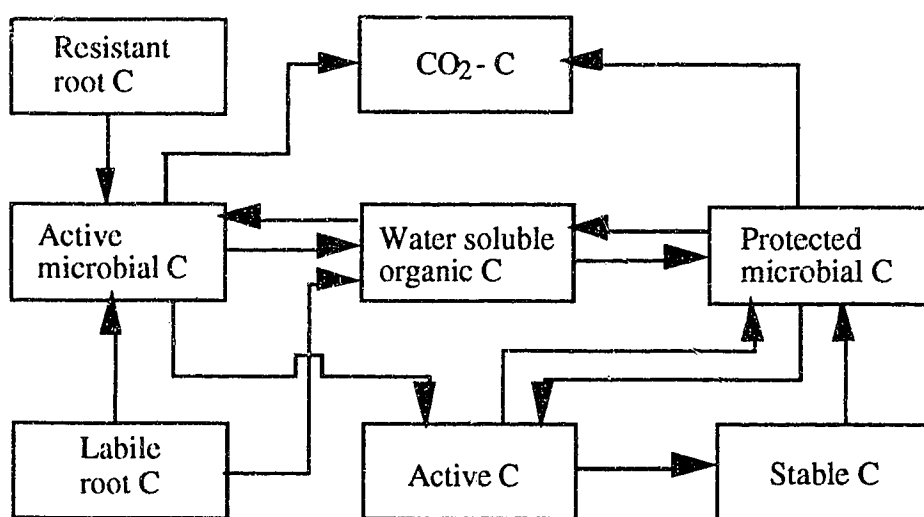 Resistant
root C
CO₂ - C
Active
microbial C
Water soluble
organic C
Protected
microbial C
Labile
root C
Active C
Stable C